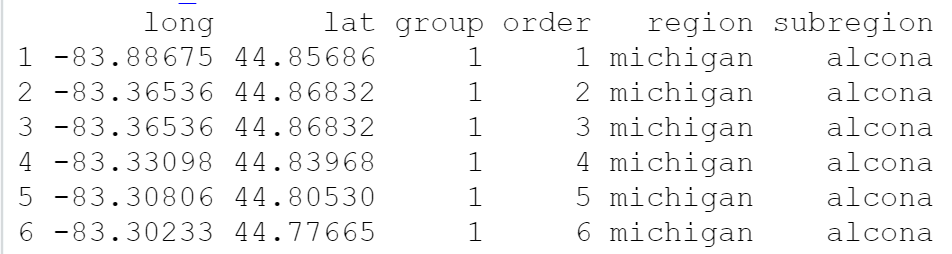 long lat group order region subregion
1 -83.88675 44.85686 1 1 michigan alcona
2 -83.36536 44.86832 1 2 michigan alcona
3 -83.36536 44.86832 1 3 michigan alcona
4 -83.33098 44.83968 1 4 michigan alcona
5 -83.30806 44.80530 1 5 michigan alcona
6 -83.30233 44.77665 1 6 michigan alcona